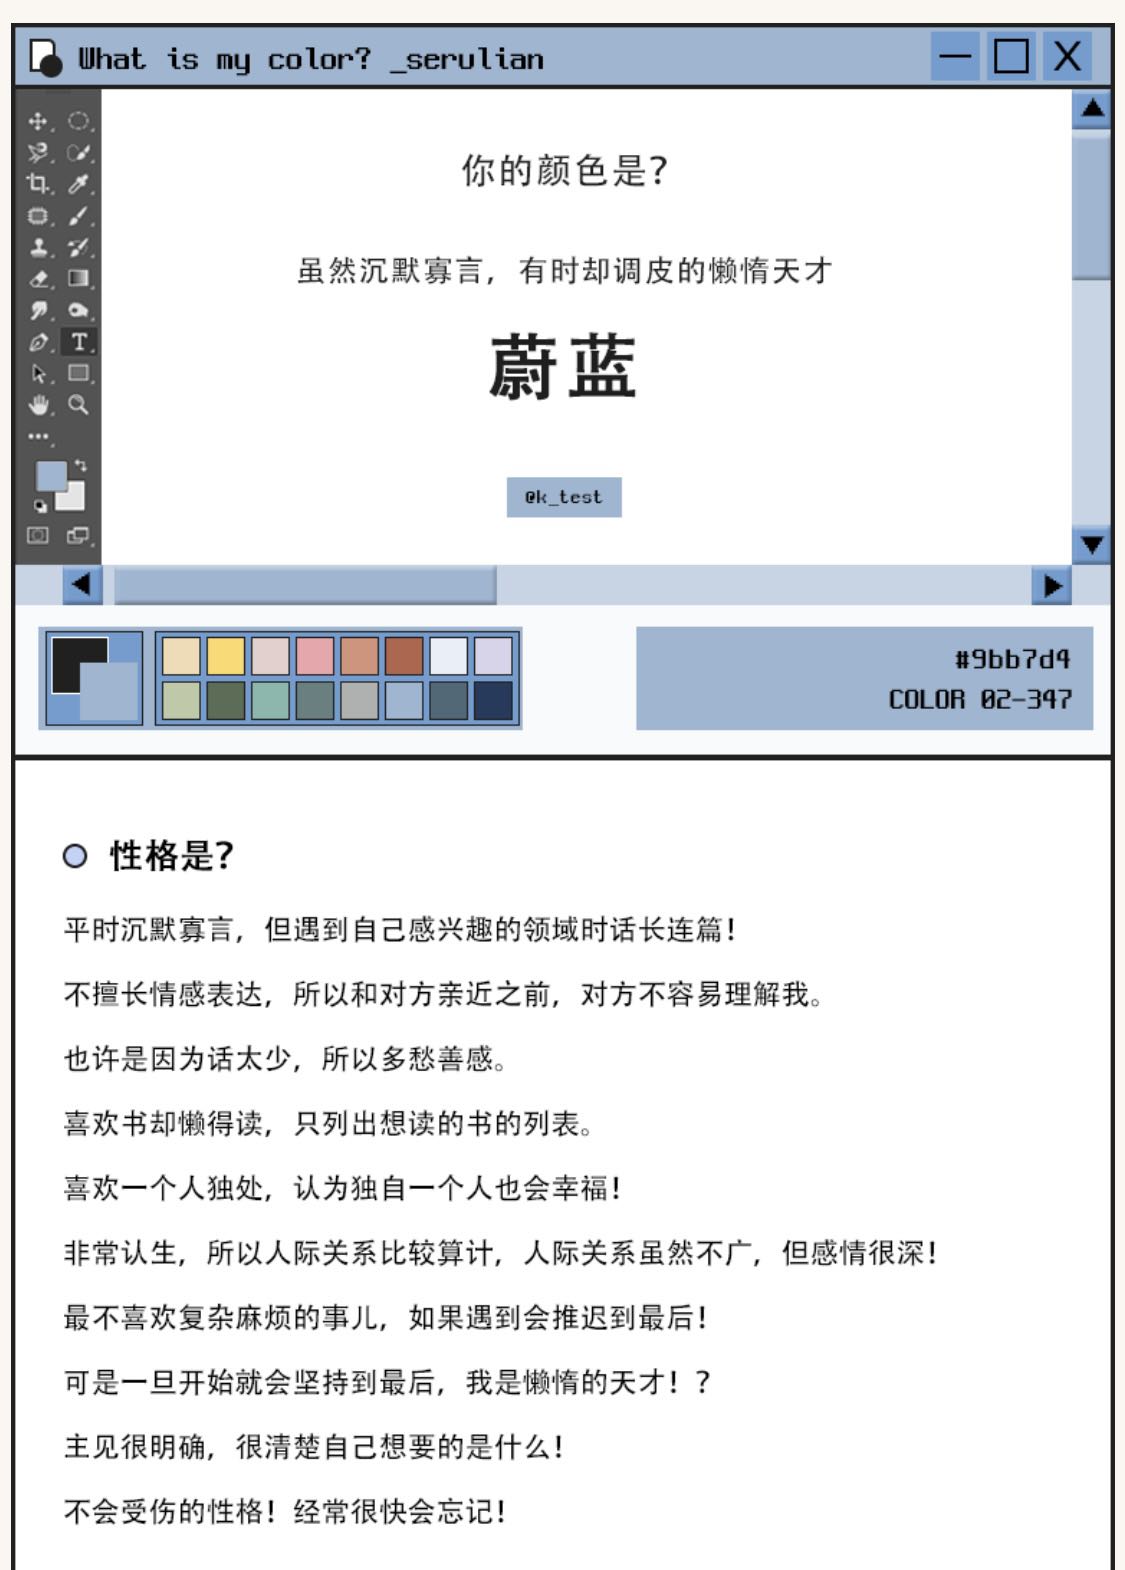 What is my color? _serulian
你的颜色是?
虽然沉默寡言，有时却调皮的懒惰天才
蔚蓝
@k_test
#9bb7d4
COLOR 02-347
性格是?
平时沉默寡言，但遇到自己感兴趣的领域时话长连篇！
不擅长情感表达，所以和对方亲近之前，对方不容易理解我。
也许是因为话太少，所以多愁善感。
喜欢书却懒得读，只列出想读的书的列表。
喜欢一个人独处，认为独自一个人也会幸福！
非常认生，所以人际关系比较算计，人际关系虽然不广，但感情很深！
最不喜欢复杂麻烦的事儿，如果遇到会推迟到最后！
可是一旦开始就会坚持到最后，我是懒惰的天才！？
主见很明确，很清楚自己想要的是什么！
不会受伤的性格！经常很快会忘记！